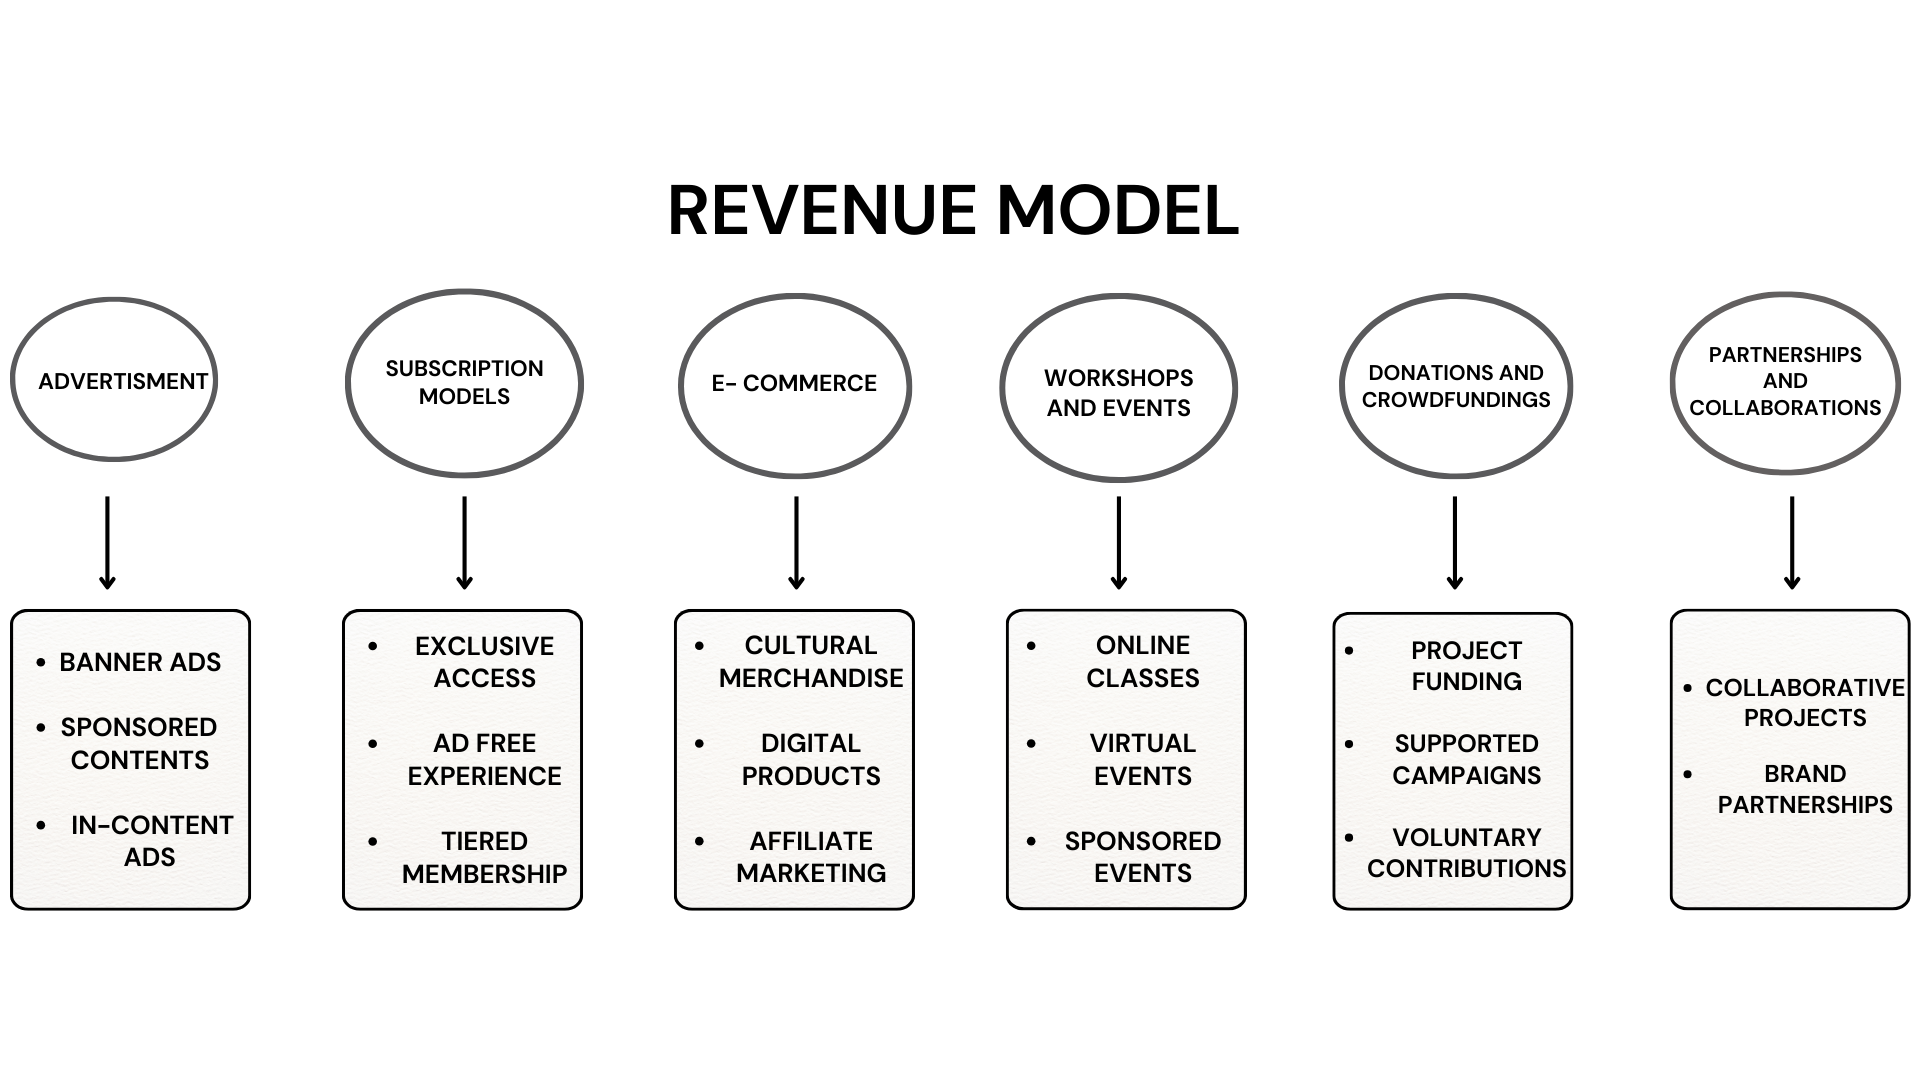 REVENUE MODEL
ADVERTISMENT
SUBSCRIPTION
MODELS
E- COMMERCE
WORKSHOPS
AND EVENTS
DONATIONS AND
CROWDFUNDINGS
PARTNERSHIPS
AND
COLLABORATIONS
• BANNER ADS
• SPONSORED
CONTENTS
• IN-CONTENT
ADS
• EXCLUSIVE
ACCESS
• AD FREE
EXPERIENCE
• TIERED
MEMBERSHIP
• CULTURAL
MERCHANDISE
• DIGITAL
PRODUCTS
• AFFILIATE
MARKETING
• ONLINE
CLASSES
• VIRTUAL
EVENTS
• SPONSORED
EVENTS
• PROJECT
FUNDING
• SUPPORTED
CAMPAIGNS
• VOLUNTARY
CONTRIBUTIONS
• COLLABORATIVE
PROJECTS
• BRAND
PARTNERSHIPS